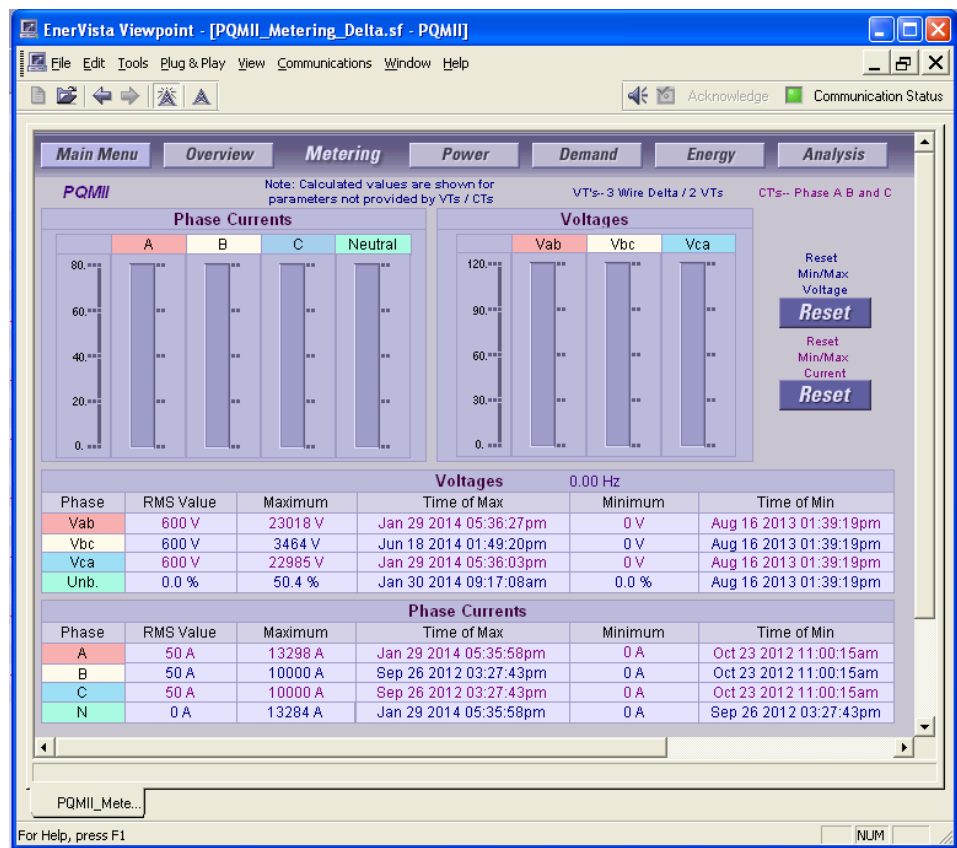 EnerVista Viewpoint - [PQMII_Metering_Delta.sf - PQMII]
File Edit Tools Plug & Play View Communications Window Help
Acknowledge Communication Status
Main Menu Overview Metering Power Demand Energy Analysis
PQMII Note: Calculated values are shown for parameters not provided by VTs / CTs VT's-- 3 Wire Delta / 2 VTs CT's-- Phase A B and C
Phase Currents
A B C Neutral
80.
60.
40.
20.
0.
Voltages
Vab Vbc Vca
120.
90.
60.
30.
0.
Reset
Min/Max
Voltage
Reset
Reset
Min/Max
Current
Reset
Voltages 0.00 Hz
Phase RMS Value Maximum Time of Max Minimum Time of Min
Vab 600 V 23018 V Jan 29 2014 05:36:27pm 0 V Aug 16 2013 01:39:19pm
Vbc 600 V 3464 V Jun 18 2014 01:49:20pm 0 V Aug 16 2013 01:39:19pm
Vca 600 V 22985 V Jan 29 2014 05:36:03pm 0 V Aug 16 2013 01:39:19pm
Unb. 0.0 % 50.4 % Jan 30 2014 09:17:08am 0.0 % Aug 16 2013 01:39:19pm
Phase Currents
Phase RMS Value Maximum Time of Max Minimum Time of Min
A 50 A 13298 A Jan 29 2014 05:35:58pm 0 A Oct 23 2012 11:00:15am
B 50 A 10000 A Sep 26 2012 03:27:43pm 0 A Oct 23 2012 11:00:15am
C 50 A 10000 A Sep 26 2012 03:27:43pm 0 A Oct 23 2012 11:00:15am
N 0 A 13284 A Jan 29 2014 05:35:58pm 0 A Sep 26 2012 03:27:43pm
PQMII_Mete...
For Help, press F1 NUM